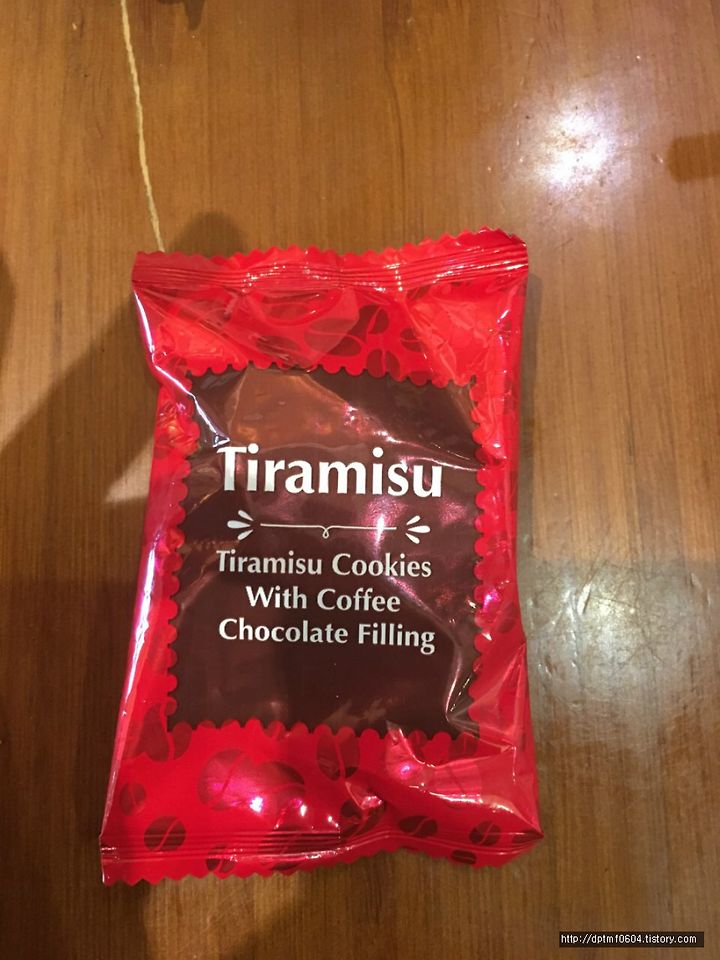 Tiramisu
Tiramisu Cookies
With Coffee
Chocolate Filling
http://dptmf0604.tistory.com